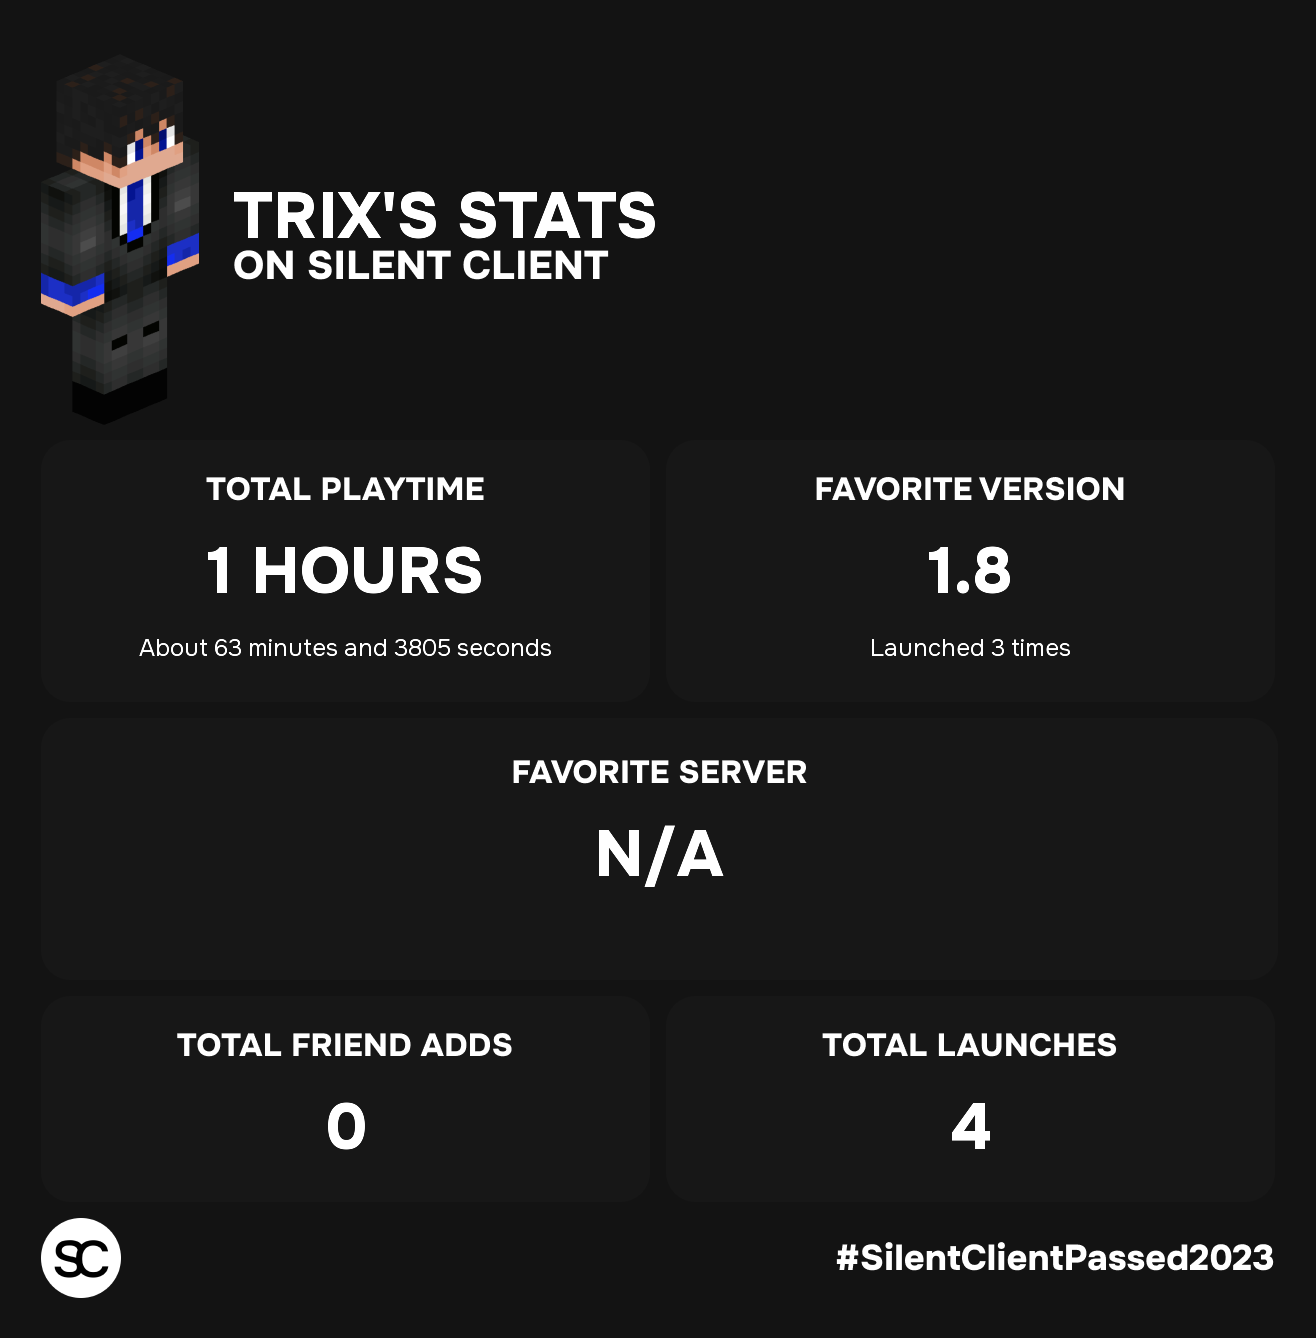 TRIX'S STATS
ON SILENT CLIENT
TOTAL PLAYTIME
1 HOURS
About 63 minutes and 3805 seconds
FAVORITE VERSION
1.8
Launched 3 times
FAVORITE SERVER
N/A
TOTAL FRIEND ADDS
0
TOTAL LAUNCHES
4
SC
#SilentClientPassed2023